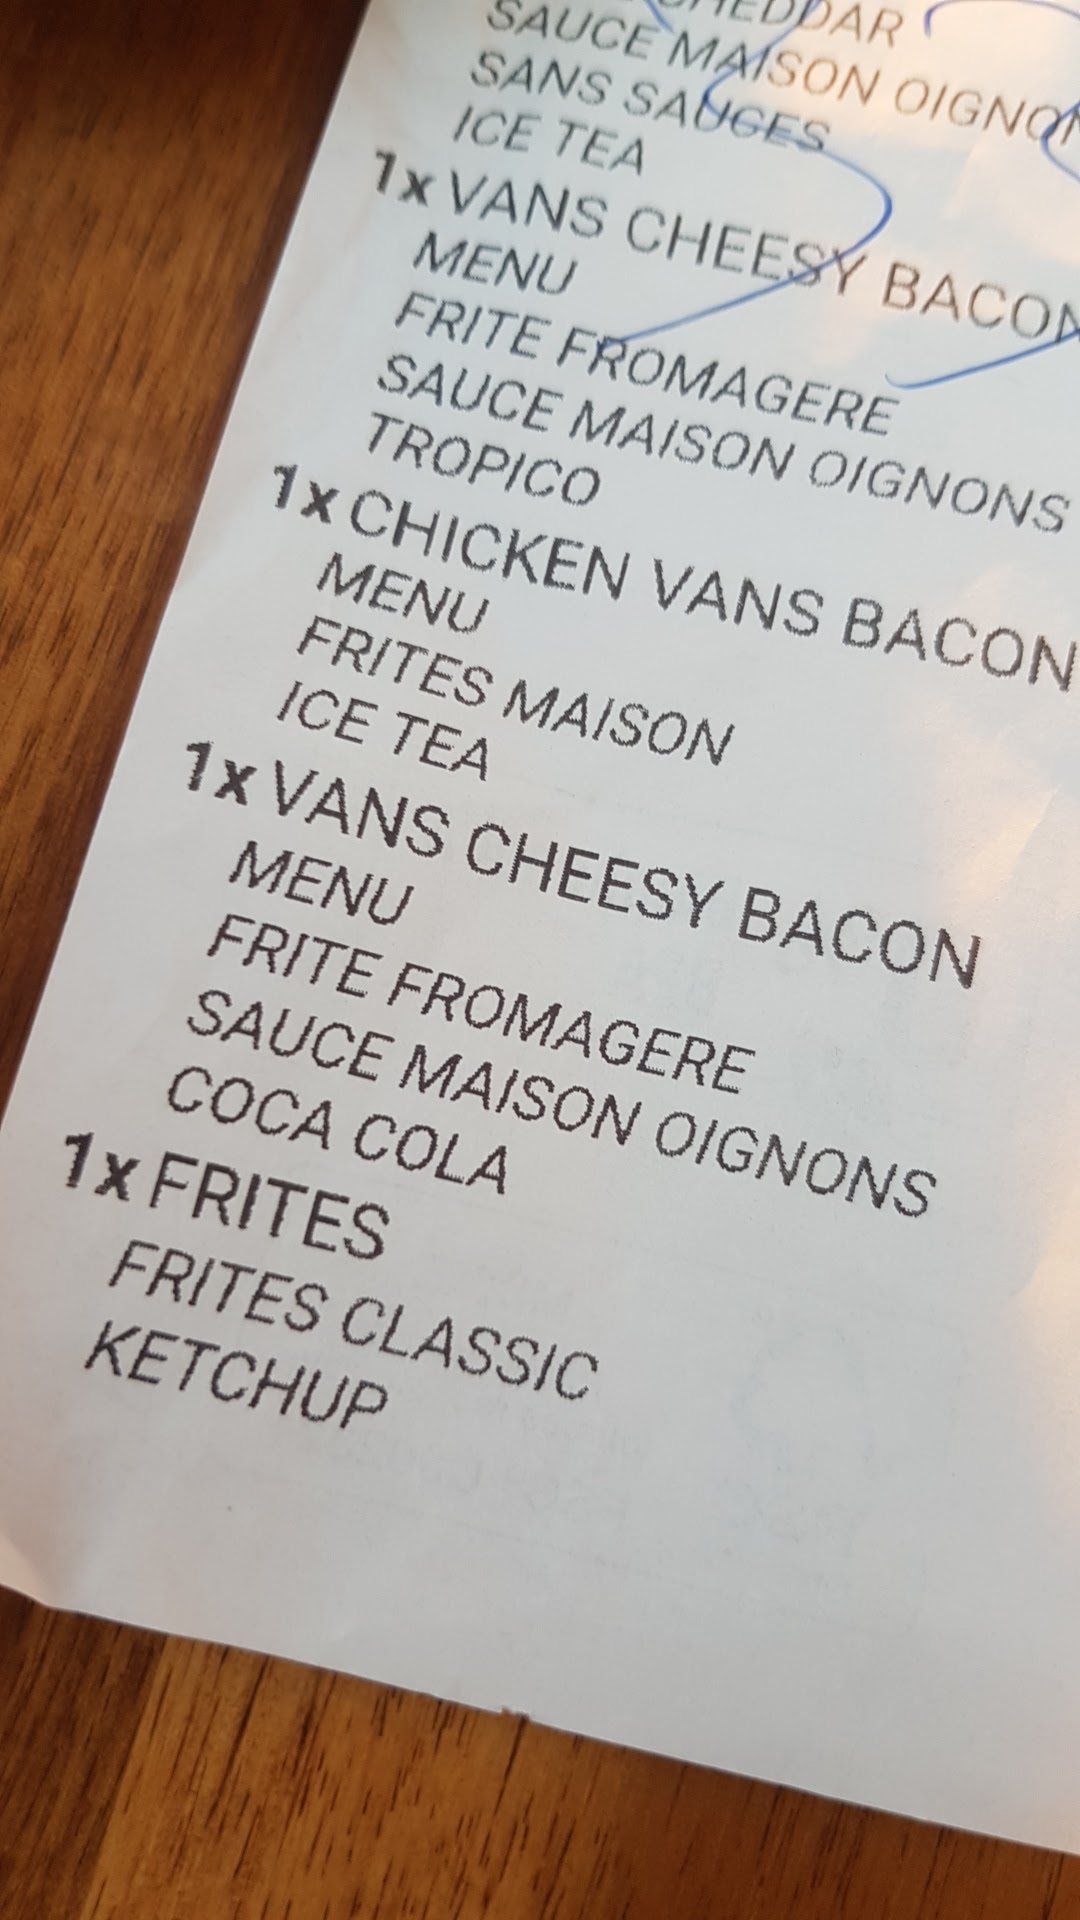 CHEDDAR
SAUCE MAISON OIGNON
SANS SAUCES
ICE TEA
1x VANS CHEESY BACON
MENU
FRITE FROMAGERE
SAUCE MAISON OIGNONS
TROPICO
1x CHICKEN VANS BACON
MENU
FRITES MAISON
ICE TEA
1x VANS CHEESY BACON
MENU
FRITE FROMAGERE
SAUCE MAISON OIGNONS
COCA COLA
1x FRITES
FRITES CLASSIC
KETCHUP